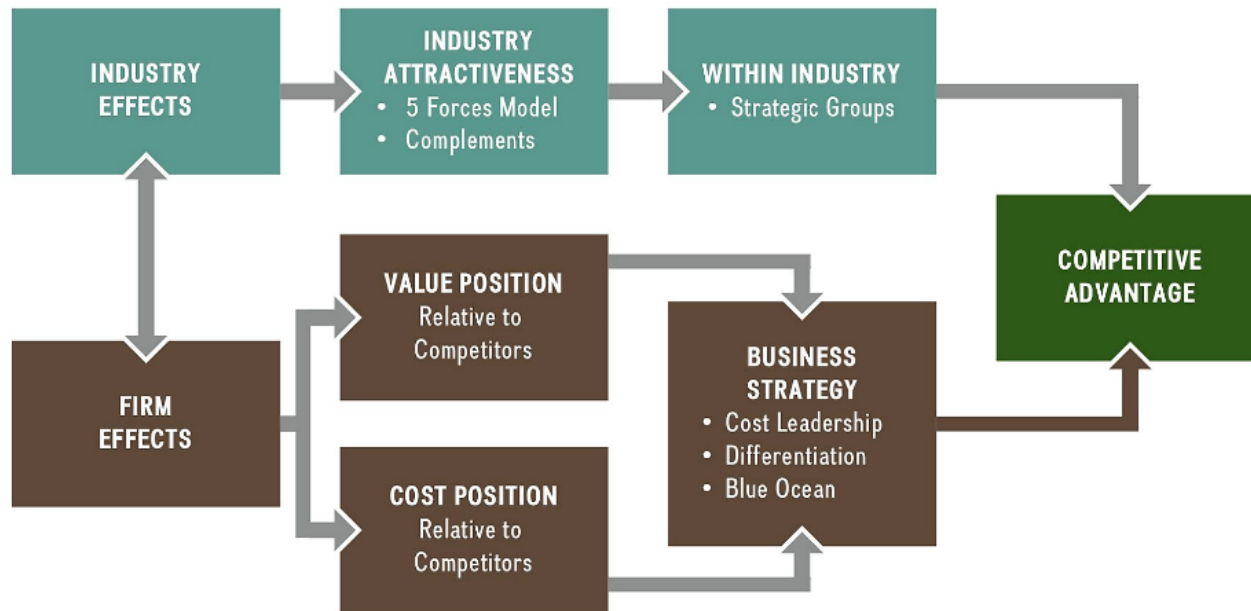 INDUSTRY
EFFECTS
INDUSTRY
ATTRACTIVENESS
• 5 Forces Model
• Complements
WITHIN INDUSTRY
• Strategic Groups
COMPETITIVE
ADVANTAGE
FIRM
EFFECTS
VALUE POSITION
Relative to
Competitors
COST POSITION
Relative to
Competitors
BUSINESS
STRATEGY
• Cost Leadership
• Differentiation
• Blue Ocean